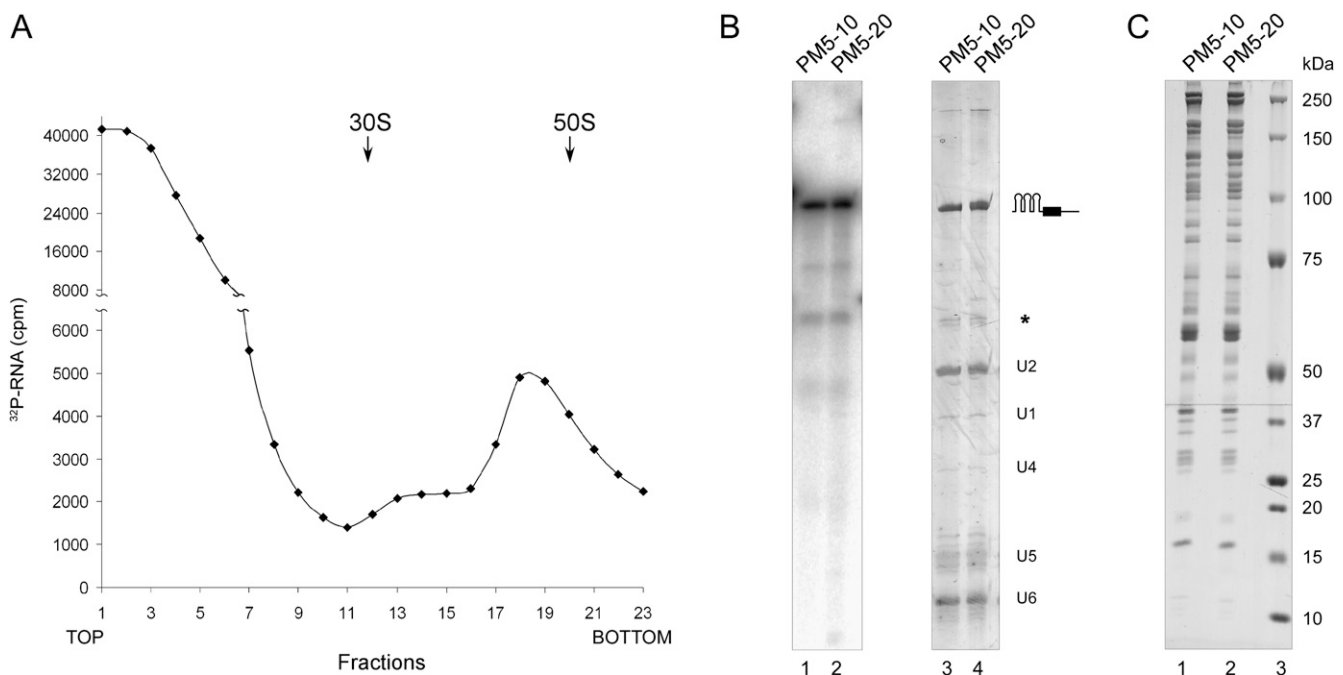 A
³²P-RNA (cpm)
40000
32000
24000
16000
8000
6000
5000
4000
3000
2000
1000
0
30S
50S
1 3 5 7 9 11 13 15 17 19 21 23
TOP
BOTTOM
Fractions
B
PM5-10
PM5-20
PM5-10
PM5-20
*
U2
U1
U4
U5
U6
1 2 3 4
C
PM5-10
PM5-20
kDa
250
150
100
75
50
37
25
20
15
10
1 2 3